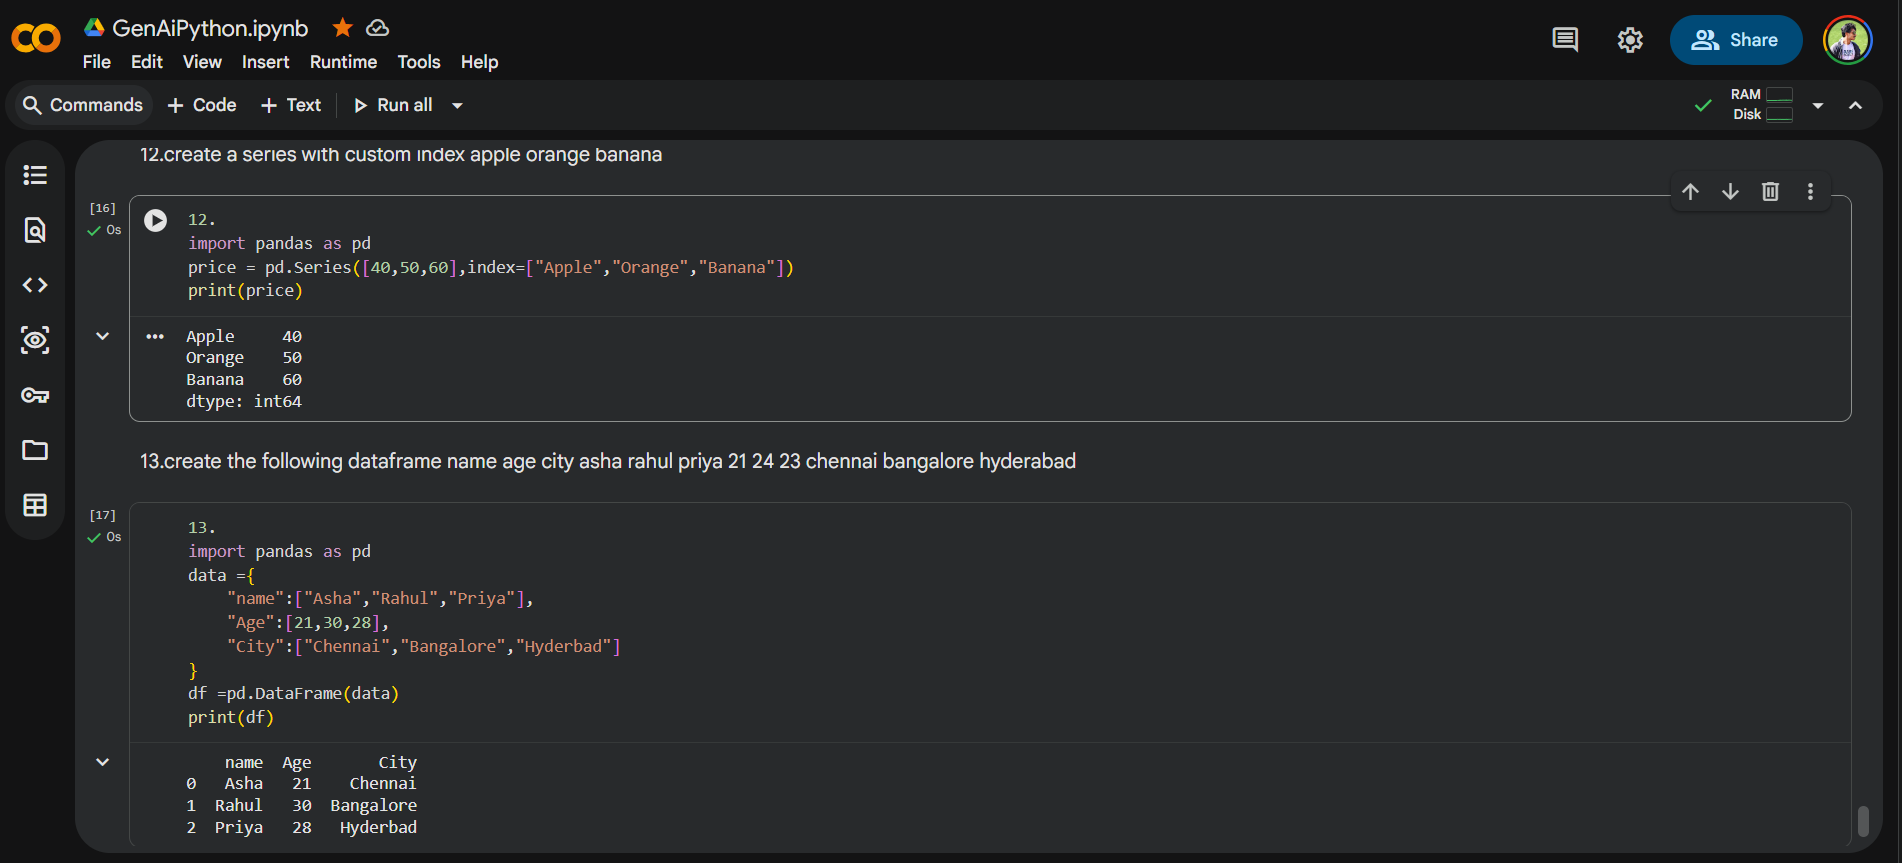 GenAiPython.ipynb
File Edit View Insert Runtime Tools Help
Share
Commands + Code + Text Run all
RAM
Disk
12.create a series with custom index apple orange banana
[16]
0s
12.
import pandas as pd
price = pd.Series([40,50,60],index=["Apple","Orange","Banana"])
print(price)
Apple     40
Orange    50
Banana    60
dtype: int64
13.create the following dataframe name age city asha rahul priya 21 24 23 chennai bangalore hyderabad
[17]
0s
13.
import pandas as pd
data ={
    "name":["Asha","Rahul","Priya"],
    "Age":[21,30,28],
    "City":["Chennai","Bangalore","Hyderbad"]
}
df =pd.DataFrame(data)
print(df)
    name  Age       City
0   Asha   21    Chennai
1  Rahul   30  Bangalore
2  Priya   28   Hyderbad